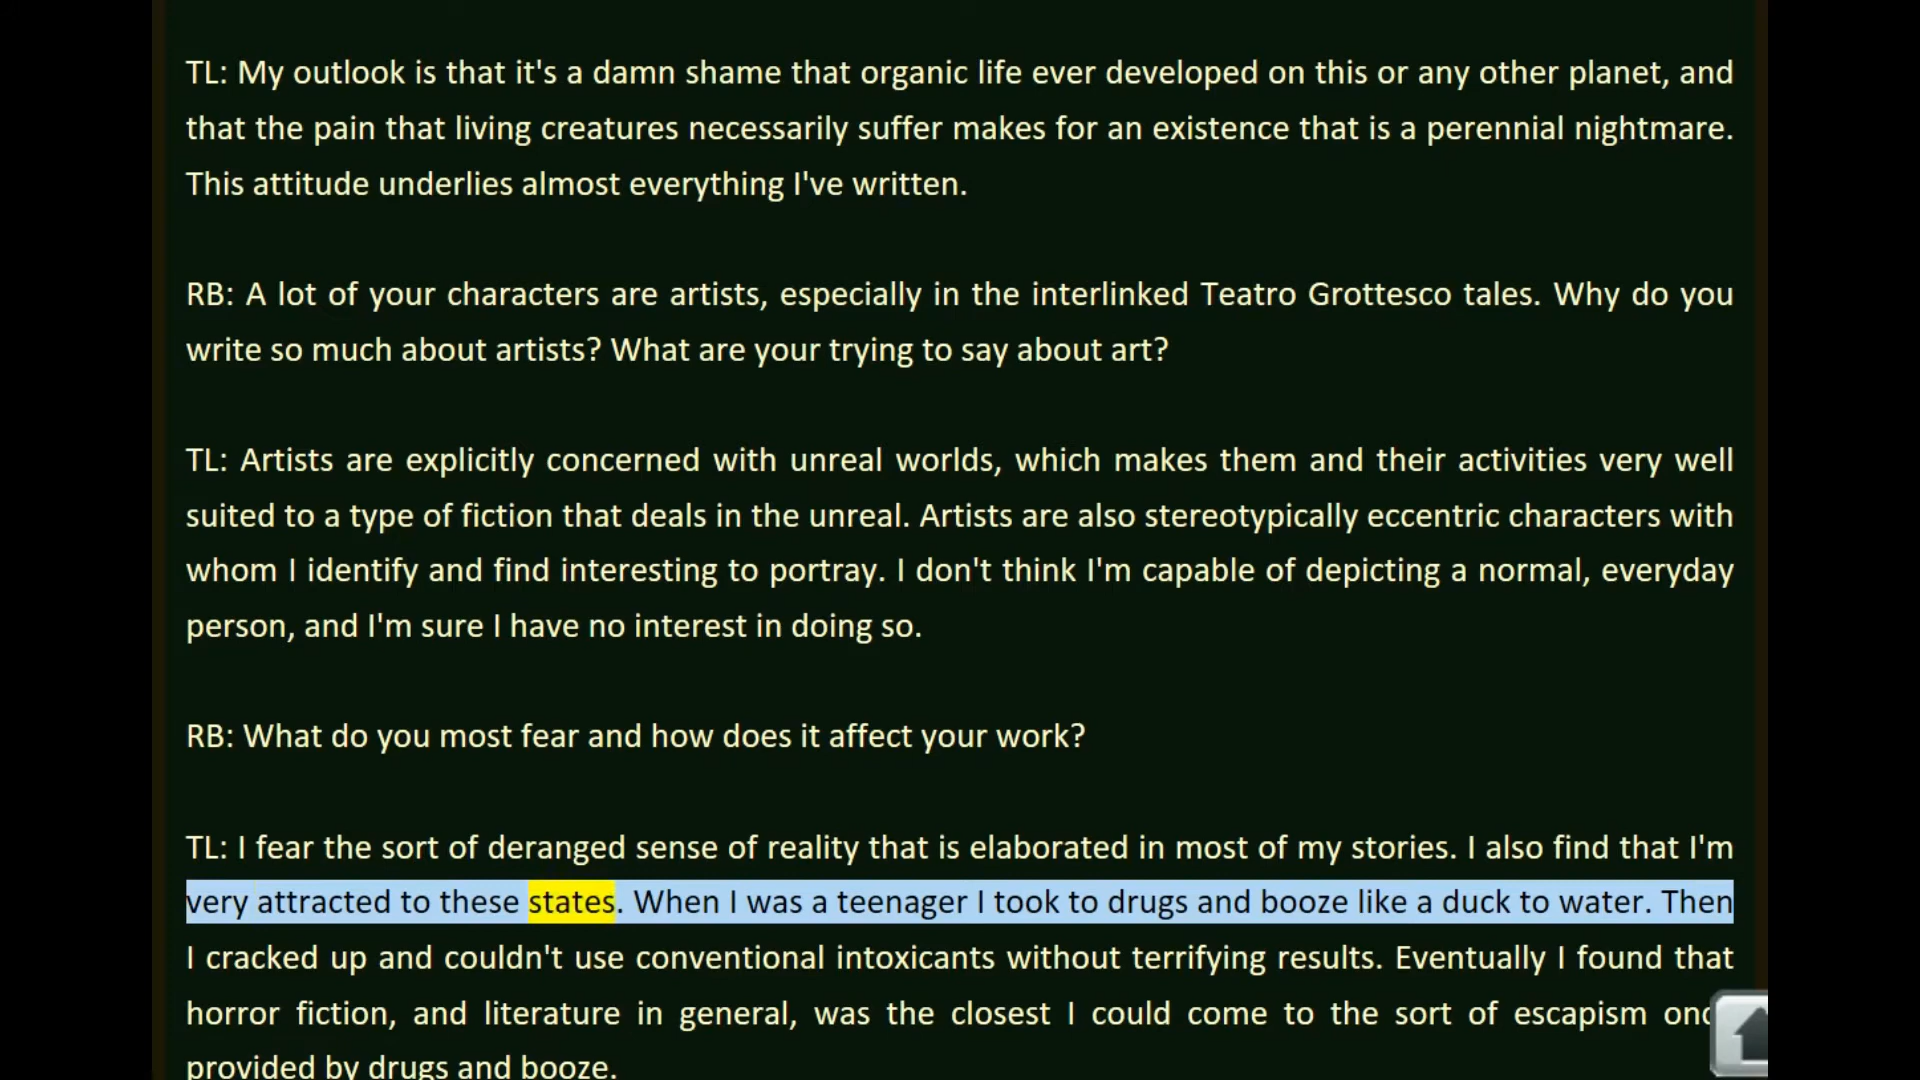 TL: My outlook is that it's a damn shame that organic life ever developed on this or any other planet, and
that the pain that living creatures necessarily suffer makes for an existence that is a perennial nightmare.
This attitude underlies almost everything I've written.
RB: A lot of your characters are artists, especially in the interlinked Teatro Grottesco tales. Why do you
write so much about artists? What are your trying to say about art?
TL: Artists are explicitly concerned with unreal worlds, which makes them and their activities very well
suited to a type of fiction that deals in the unreal. Artists are also stereotypically eccentric characters with
whom I identify and find interesting to portray. I don't think I'm capable of depicting a normal, everyday
person, and I'm sure I have no interest in doing so.
RB: What do you most fear and how does it affect your work?
TL: I fear the sort of deranged sense of reality that is elaborated in most of my stories. I also find that I'm
very attracted to these states. When I was a teenager I took to drugs and booze like a duck to water. Then
I cracked up and couldn't use conventional intoxicants without terrifying results. Eventually I found that
horror fiction, and literature in general, was the closest I could come to the sort of escapism once
provided by drugs and booze.